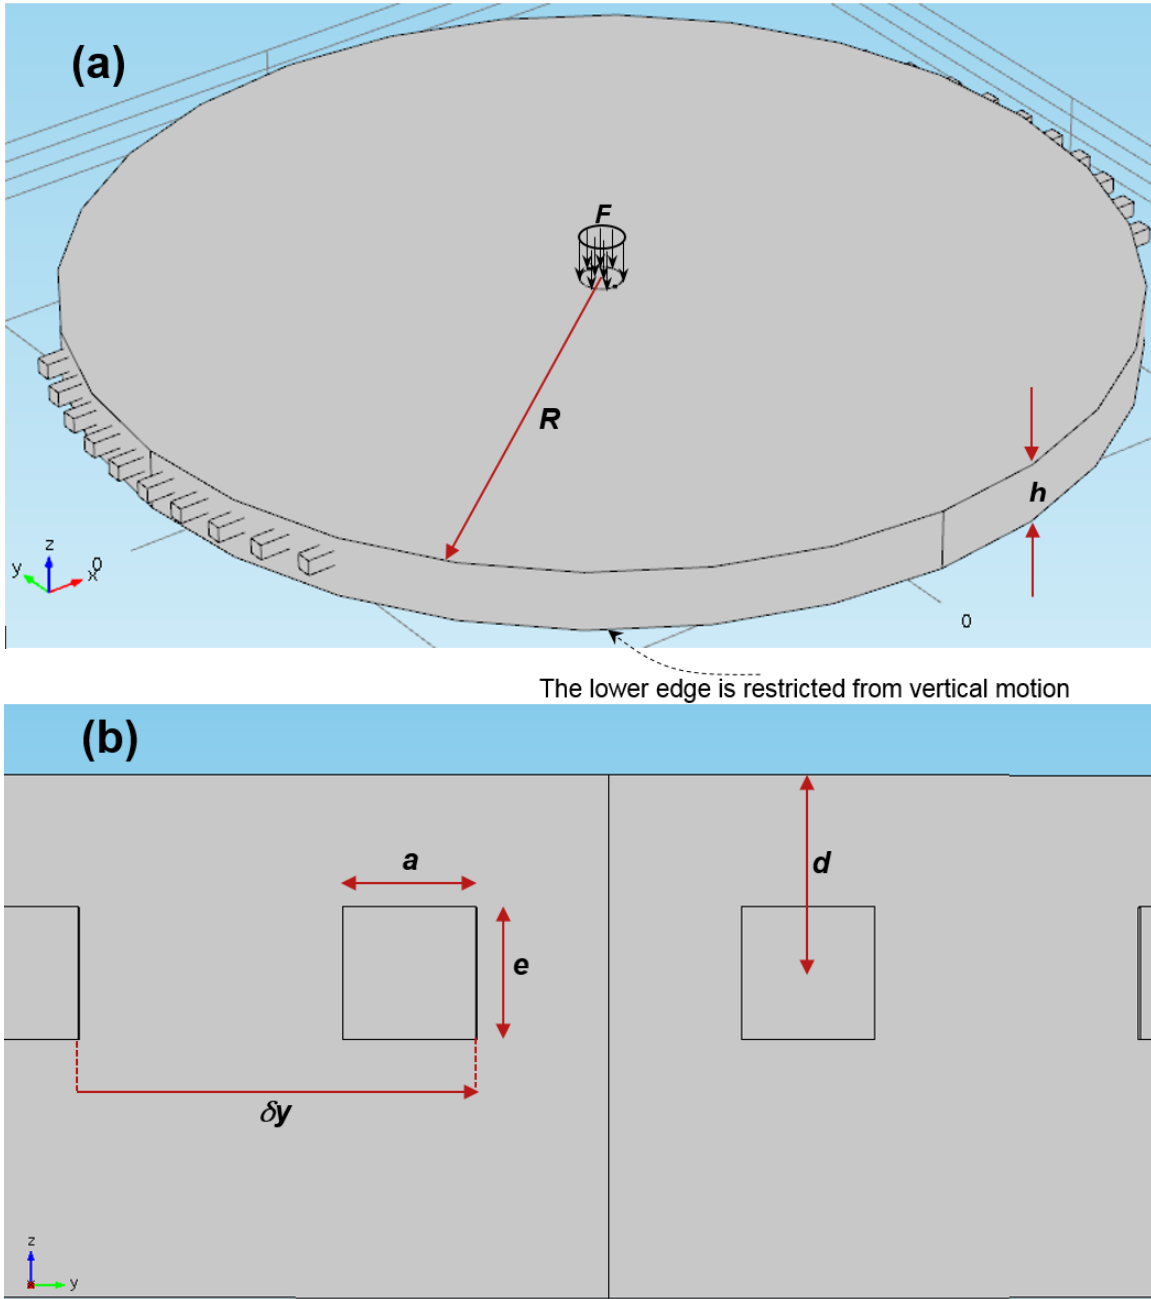 (a)
F
R
h
z
y
x
0
0
The lower edge is restricted from vertical motion
(b)
a
d
e
δy
z
y